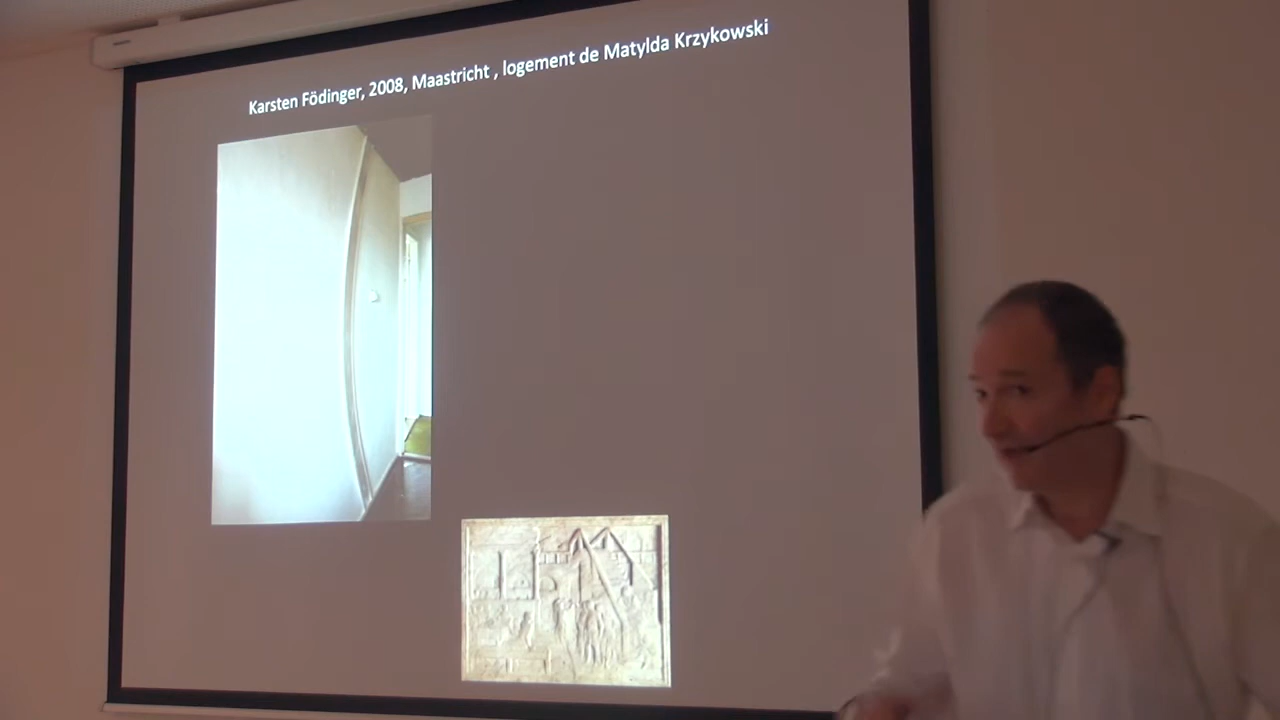 Karsten Födinger, 2008, Maastricht , logement de Matylda Krzykowski